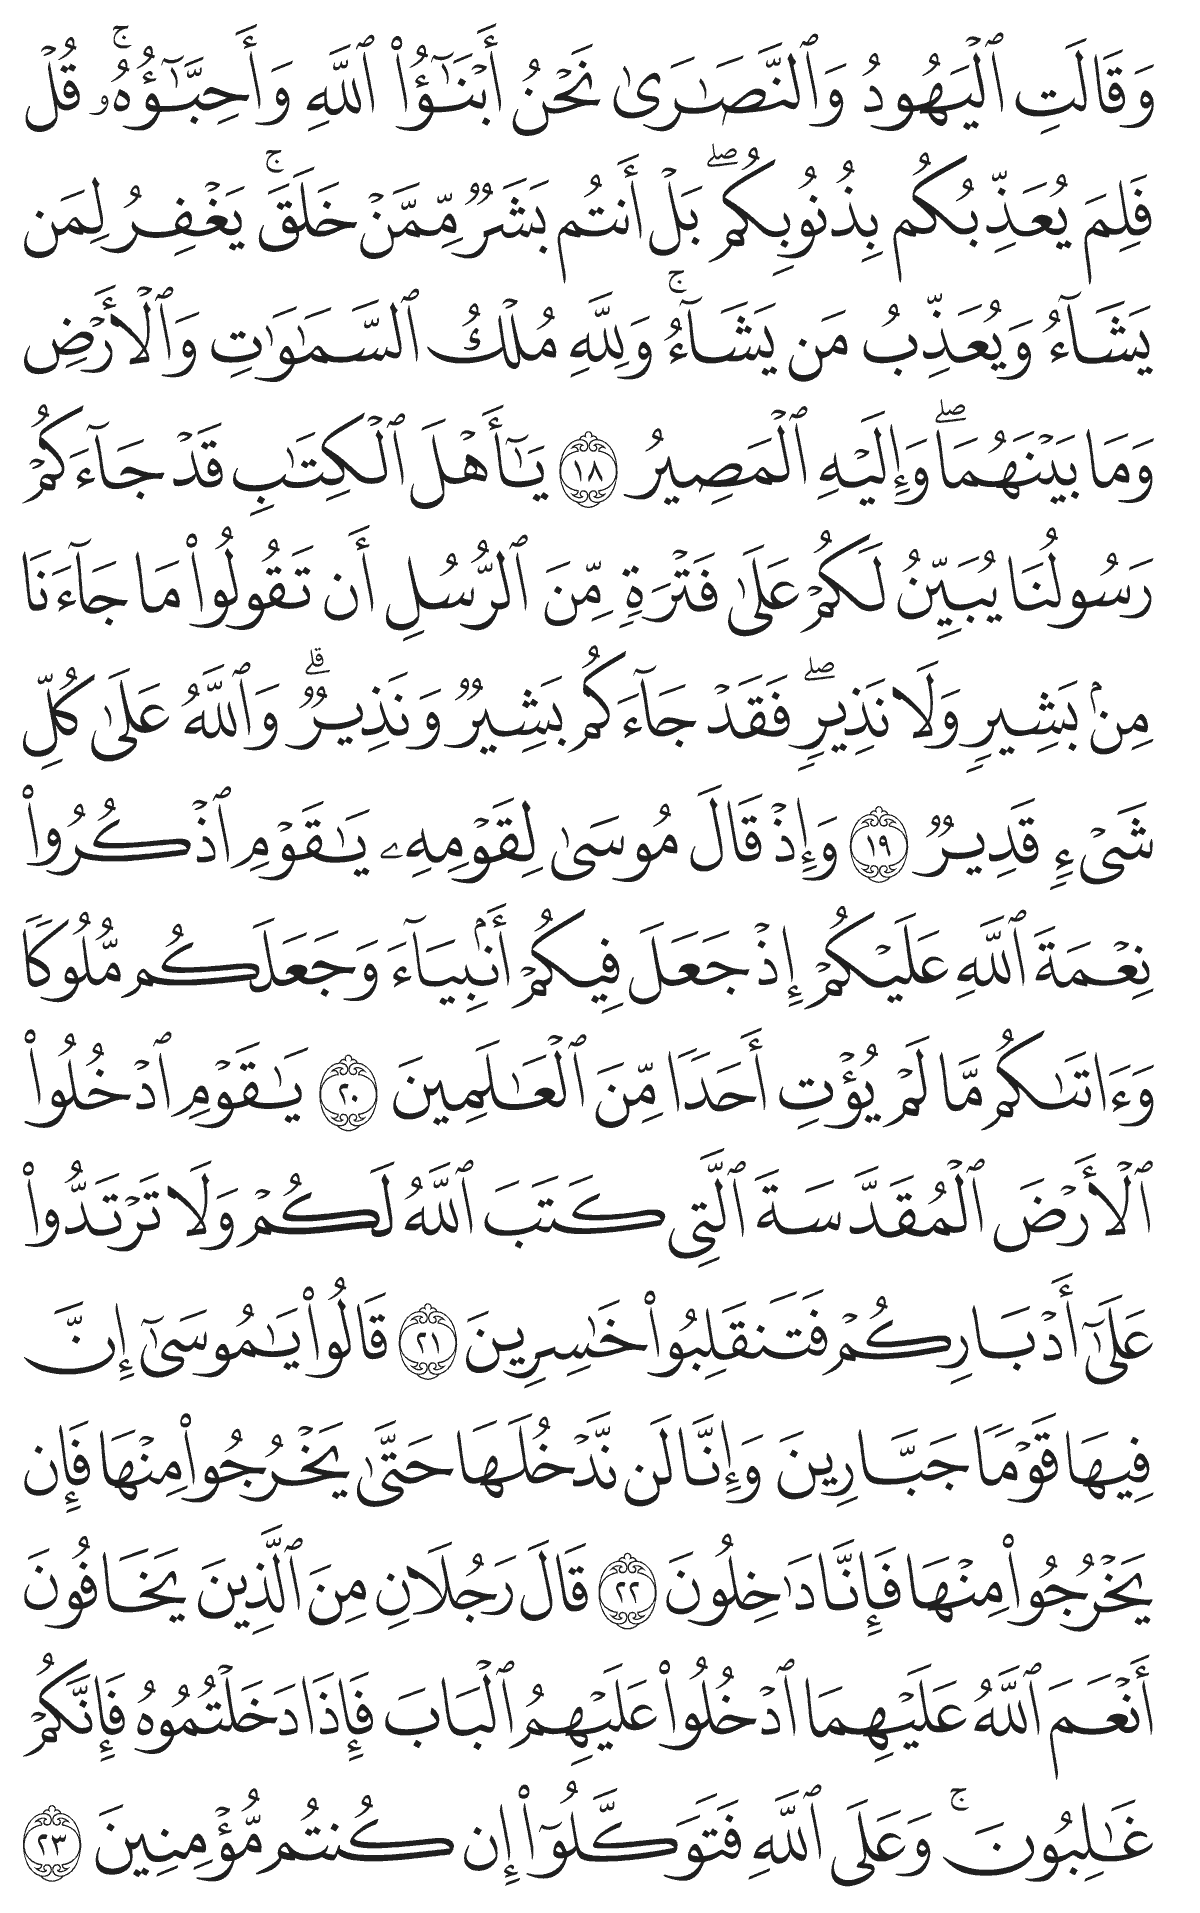 وَقَالَتِ ٱلۡيَهُودُ وَٱلنَّصَٰرَىٰ نَحۡنُ أَبۡنَٰٓؤُاْ ٱللَّهِ وَأَحِبَّٰٓؤُهُۥۚ قُلۡ
فَلِمَ يُعَذِّبُكُم بِذُنُوبِكُمۖ بَلۡ أَنتُم بَشَرٞ مِّمَّنۡ خَلَقَۚ يَغۡفِرُ لِمَن
يَشَآءُ وَيُعَذِّبُ مَن يَشَآءُۚ وَلِلَّهِ مُلۡكُ ٱلسَّمَٰوَٰتِ وَٱلۡأَرۡضِ
وَمَا بَيۡنَهُمَاۖ وَإِلَيۡهِ ٱلۡمَصِيرُ ١٨ يَٰٓأَهۡلَ ٱلۡكِتَٰبِ قَدۡ جَآءَكُمۡ
رَسُولُنَا يُبَيِّنُ لَكُمۡ عَلَىٰ فَتۡرَةٖ مِّنَ ٱلرُّسُلِ أَن تَقُولُواْ مَا جَآءَنَا
مِنۢ بَشِيرٖ وَلَا نَذِيرٖۖ فَقَدۡ جَآءَكُم بَشِيرٞ وَنَذِيرٞۗ وَٱللَّهُ عَلَىٰ كُلِّ
شَيۡءٖ قَدِيرٞ ١٩ وَإِذۡ قَالَ مُوسَىٰ لِقَوۡمِهِۦ يَٰقَوۡمِ ٱذۡكُرُواْ
نِعۡمَةَ ٱللَّهِ عَلَيۡكُمۡ إِذۡ جَعَلَ فِيكُمۡ أَنۢبِيَآءَ وَجَعَلَكُم مُّلُوكٗا
وَءَاتَىٰكُم مَّا لَمۡ يُؤۡتِ أَحَدٗا مِّنَ ٱلۡعَٰلَمِينَ ٢٠ يَٰقَوۡمِ ٱدۡخُلُواْ
ٱلۡأَرۡضَ ٱلۡمُقَدَّسَةَ ٱلَّتِي كَتَبَ ٱللَّهُ لَكُمۡ وَلَا تَرۡتَدُّواْ
عَلَىٰٓ أَدۡبَارِكُمۡ فَتَنقَلِبُواْ خَٰسِرِينَ ٢١ قَالُواْ يَٰمُوسَىٰٓ إِنَّ
فِيهَا قَوۡمٗا جَبَّارِينَ وَإِنَّا لَن نَّدۡخُلَهَا حَتَّىٰ يَخۡرُجُواْ مِنۡهَا فَإِن
يَخۡرُجُواْ مِنۡهَا فَإِنَّا دَٰخِلُونَ ٢٢ قَالَ رَجُلَانِ مِنَ ٱلَّذِينَ يَخَافُونَ
أَنۡعَمَ ٱللَّهُ عَلَيۡهِمَا ٱدۡخُلُواْ عَلَيۡهِمُ ٱلۡبَابَ فَإِذَا دَخَلۡتُمُوهُ فَإِنَّكُمۡ
غَٰلِبُونَۚ وَعَلَى ٱللَّهِ فَتَوَكَّلُوٓاْ إِن كُنتُم مُّؤۡمِنِينَ ٢٣